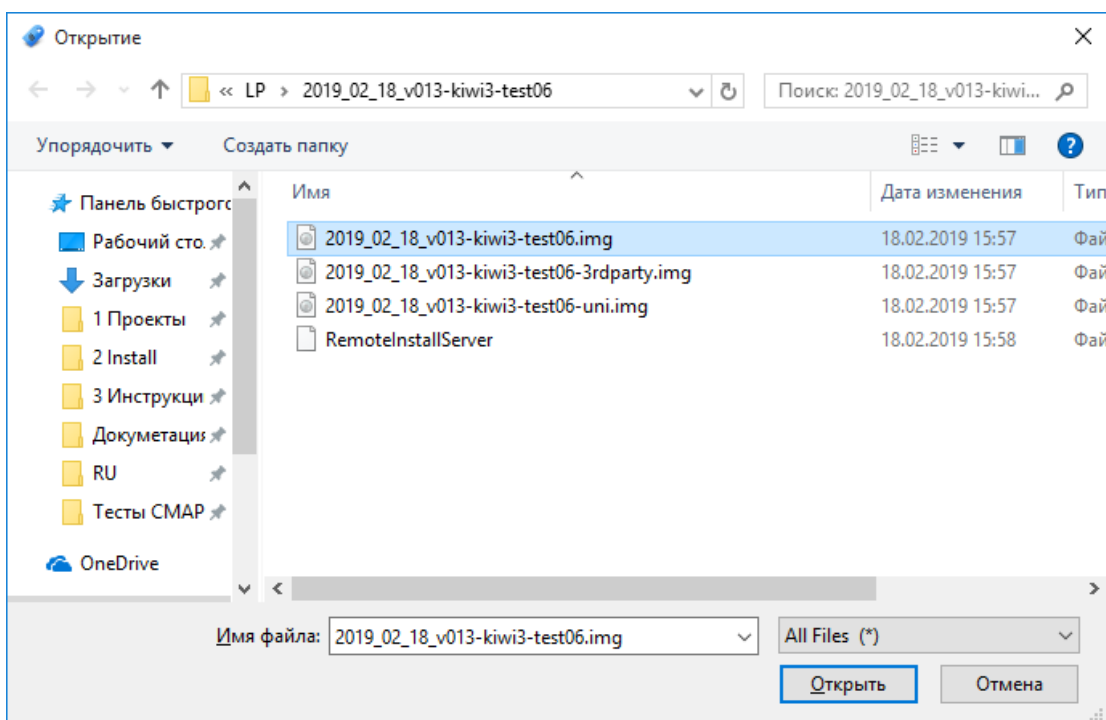 Открытие
« LP › 2019_02_18_v013-kiwi3-test06
Поиск: 2019_02_18_v013-kiwi...
Упорядочить
Создать папку
Панель быстрогс
Рабочий сто.
Загрузки
1 Проекты
2 Install
3 Инструкци
Докуметация
RU
Тесты СМАР
OneDrive
Имя Дата изменения Тип
2019_02_18_v013-kiwi3-test06.img 18.02.2019 15:57 Фай
2019_02_18_v013-kiwi3-test06-3rdparty.img 18.02.2019 15:57 Фай
2019_02_18_v013-kiwi3-test06-uni.img 18.02.2019 15:57 Фай
RemoteInstallServer 18.02.2019 15:58 Фай
Имя файла: 2019_02_18_v013-kiwi3-test06.img All Files (*)
Открыть Отмена